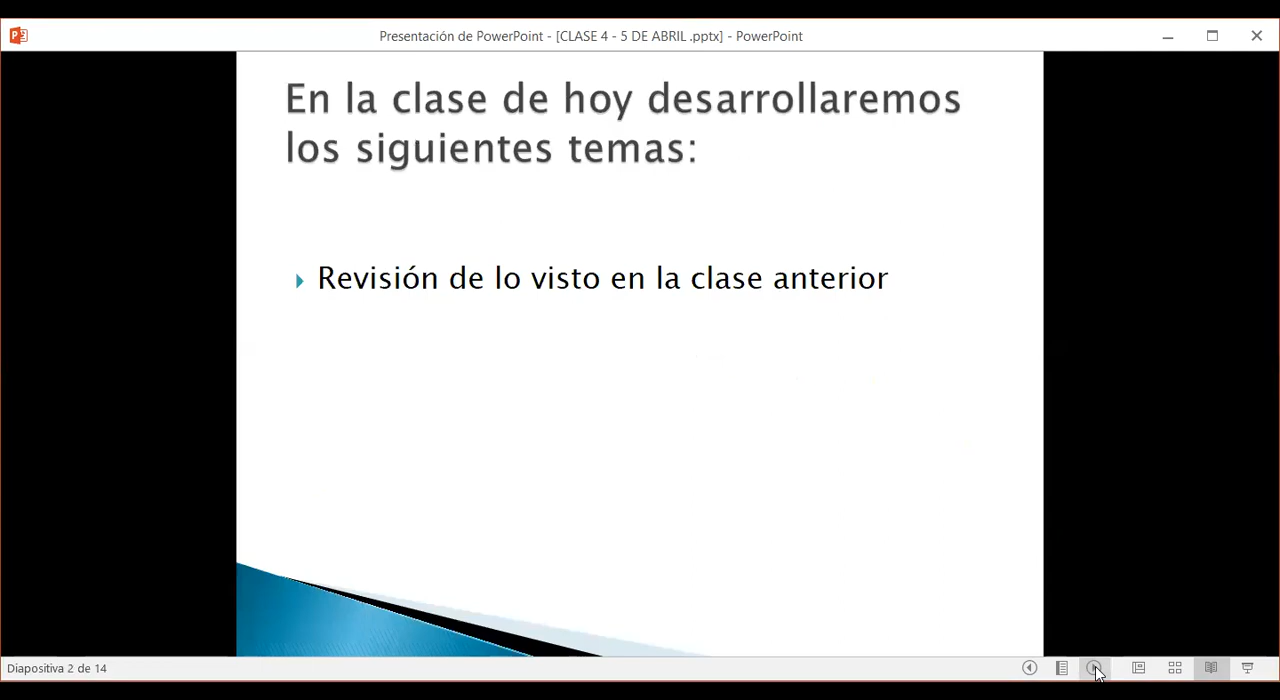 Presentación de PowerPoint - [CLASE 4 - 5 DE ABRIL .pptx] - PowerPoint
En la clase de hoy desarrollaremos
los siguientes temas:
Revisión de lo visto en la clase anterior
Diapositiva 2 de 14